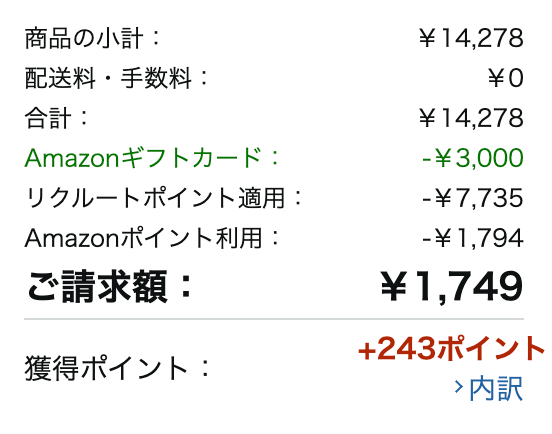 商品の小計： ￥14,278
配送料・手数料： ￥0
合計： ￥14,278
Amazonギフトカード： -￥3,000
リクルートポイント適用： -￥7,735
Amazonポイント利用： -￥1,794
ご請求額： ￥1,749
+243ポイント
獲得ポイント：
›内訳